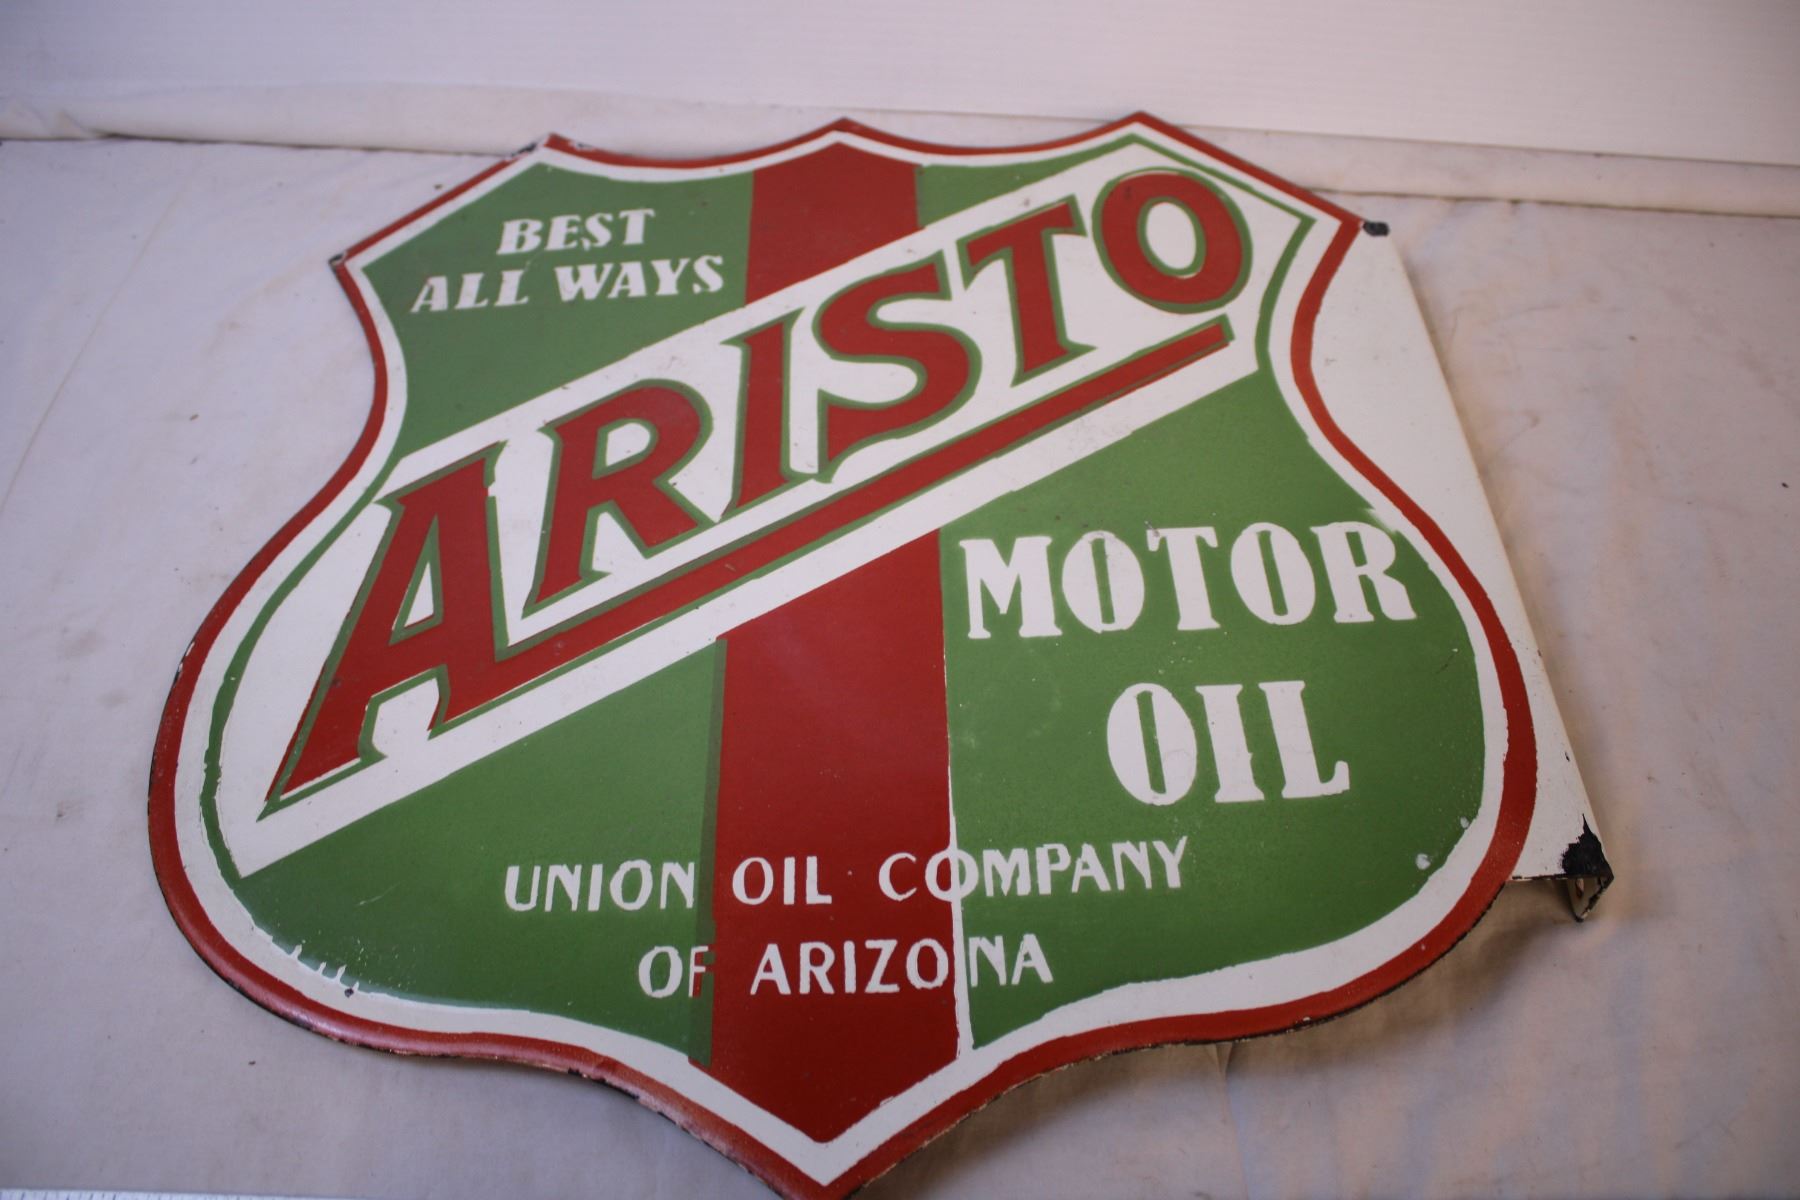 BEST
ALL WAYS
ARISTO
MOTOR
OIL
UNION OIL COMPANY
OF ARIZONA